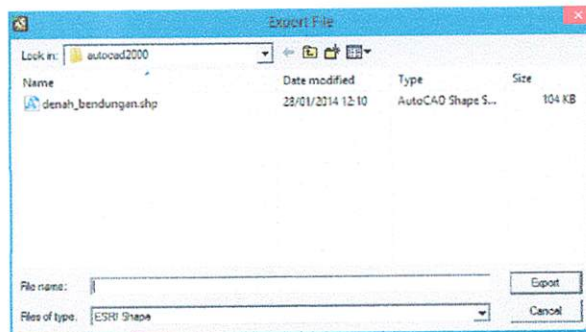 Export File
Look in: autocad2000
Name Date modified Type Size
denah_bendungan.shp 28/01/2014 12:10 AutoCAD Shape S... 104 KB
File name: Export
Files of type: ESRI Shape Cancel